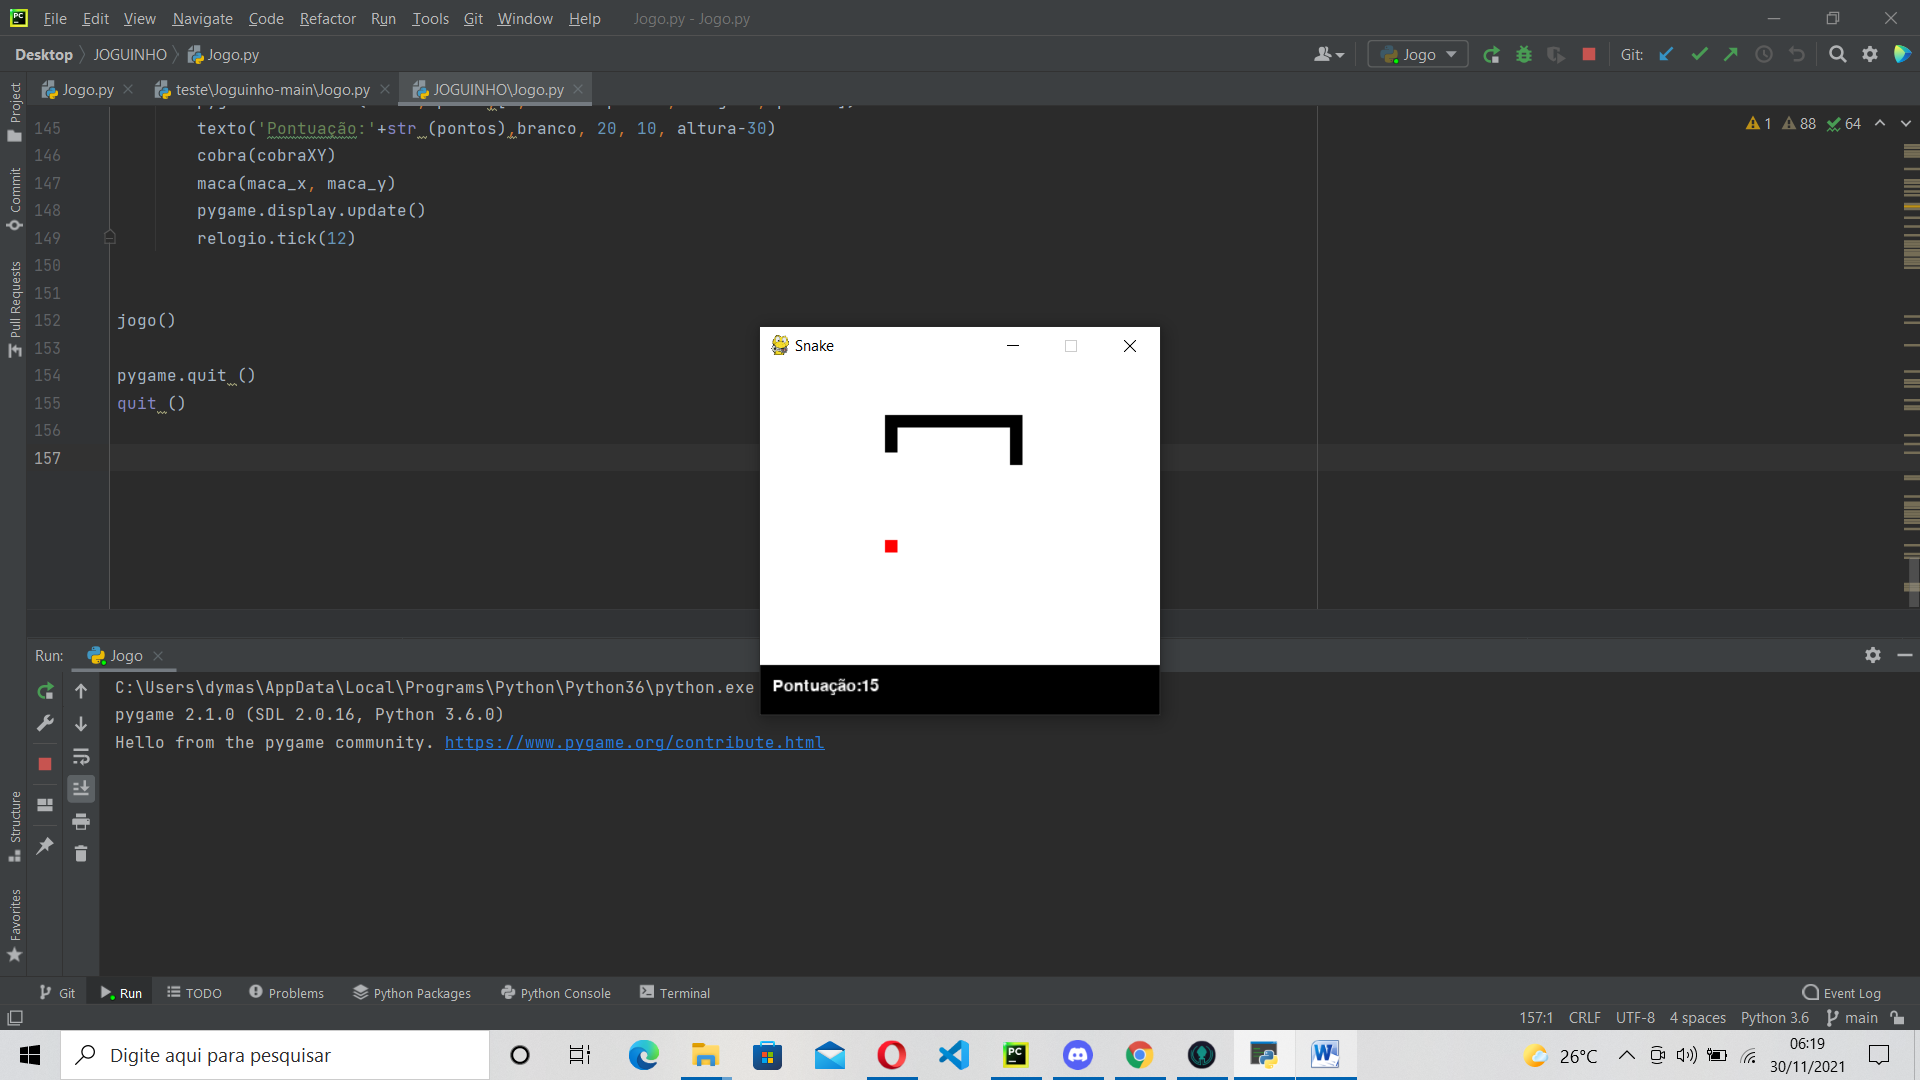 File Edit View Navigate Code Refactor Run Tools Git Window Help Jogo.py - Jogo.py
Desktop JOGUINHO Jogo.py
Jogo Git:
Jogo.py teste\Joguinho-main\Jogo.py JOGUINHO\Jogo.py
1 88 64
145 texto('Pontuação:'+str (pontos),branco, 20, 10, altura-30)
146 cobra(cobraXY)
147 maca(maca_x, maca_y)
148 pygame.display.update()
149 relogio.tick(12)
150
151
152 jogo()
153
154 pygame.quit ()
155 quit ()
156
157
Project
Commit
Pull Requests
Structure
Favorites
Snake
Pontuação:15
Run: Jogo
C:\Users\dymas\AppData\Local\Programs\Python\Python36\python.exe
pygame 2.1.0 (SDL 2.0.16, Python 3.6.0)
Hello from the pygame community. https://www.pygame.org/contribute.html
Git Run TODO Problems Python Packages Python Console Terminal Event Log
157:1 CRLF UTF-8 4 spaces Python 3.6 main
Digite aqui para pesquisar
26°C
06:19
30/11/2021